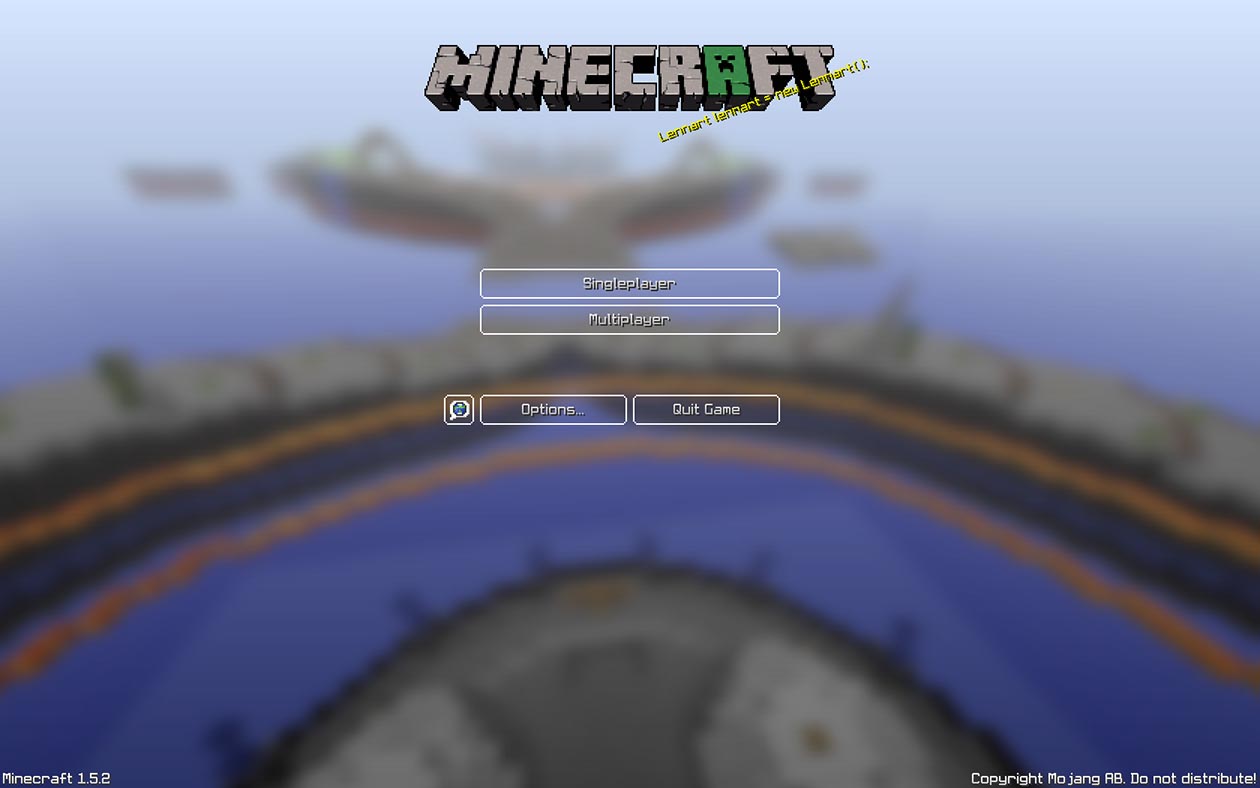 MINECRAFT
Lennart lennart = new Lennart();
Singleplayer
Multiplayer
Options...
Quit Game
Minecraft 1.5.2
Copyright Mojang AB. Do not distribute!